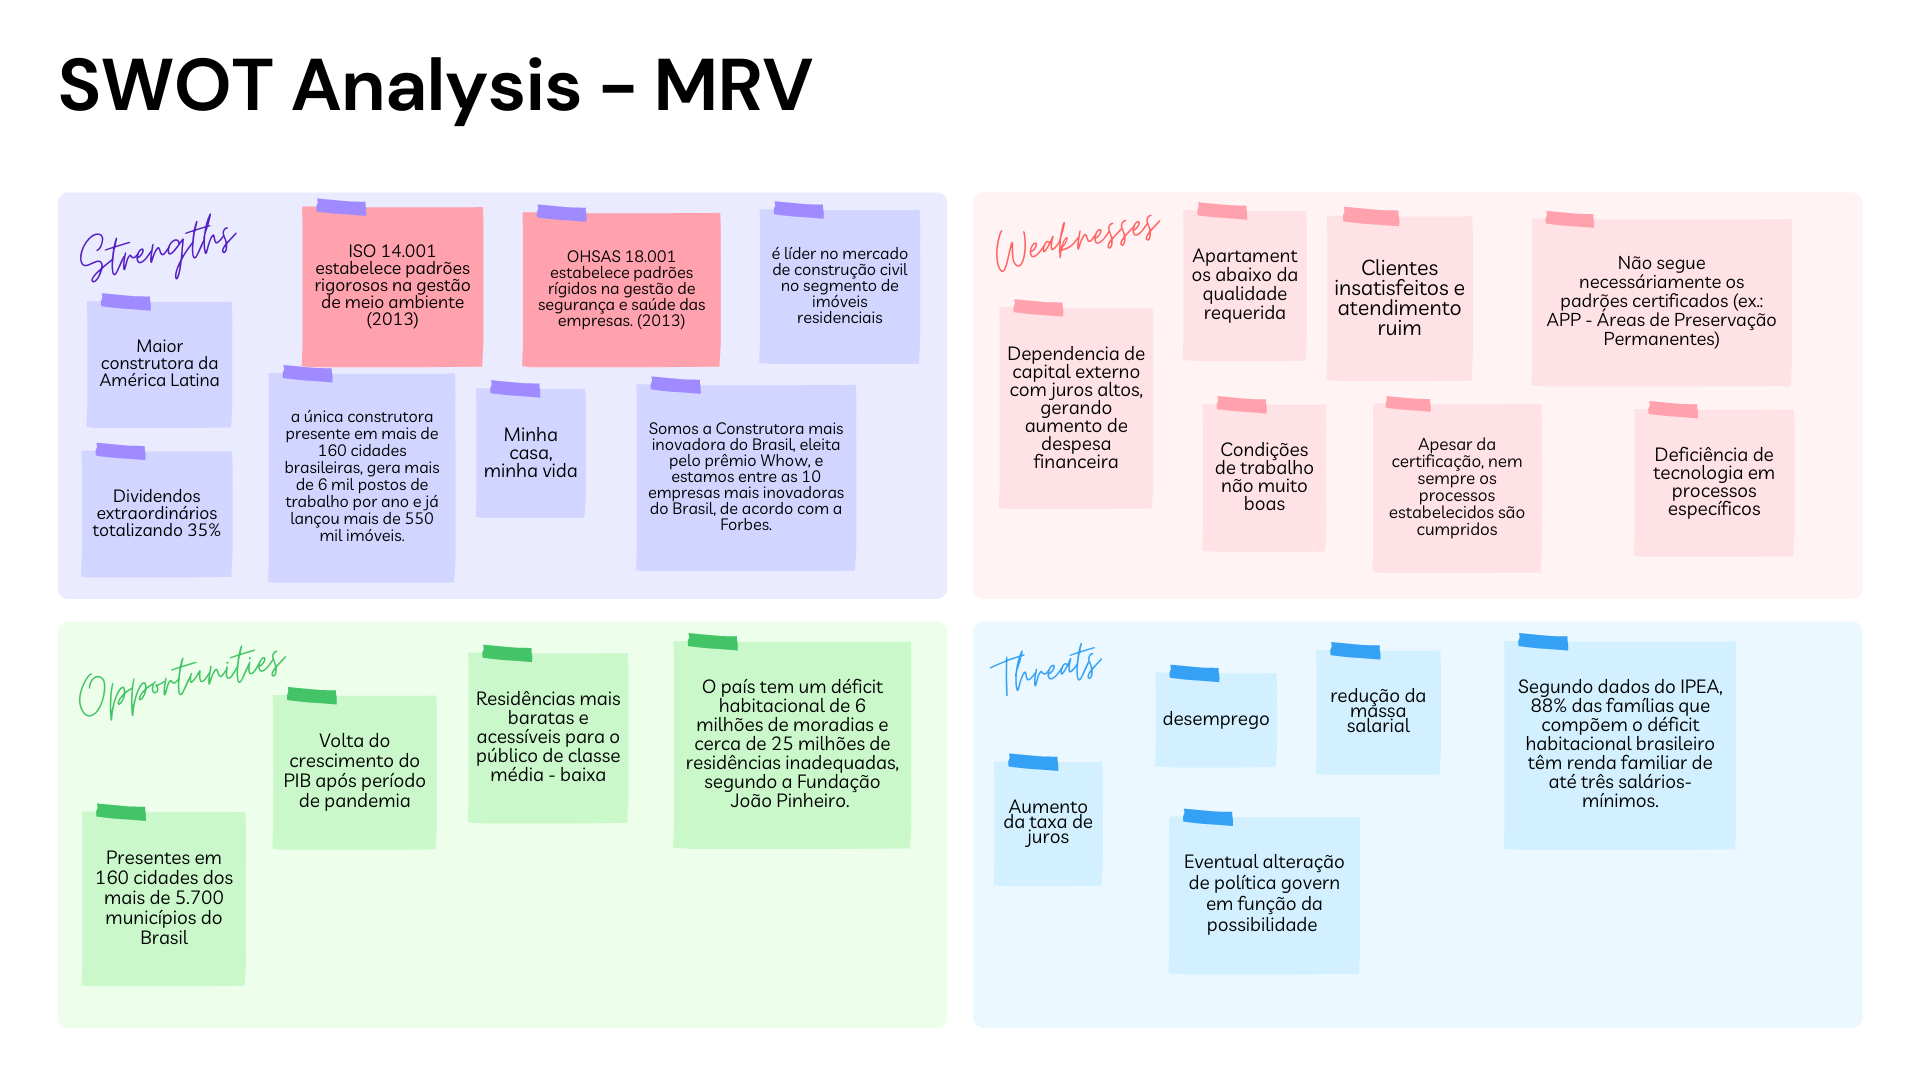 SWOT Analysis - MRV
Strengths
Maior
construtora da
América Latina
Dividendos
extraordinários
totalizando 35%
ISO 14.001
estabelece padrões
rigorosos na gestão
de meio ambiente
(2013)
OHSAS 18.001
estabelece padrões
rígidos na gestão de
segurança e saúde das
empresas. (2013)
é líder no mercado
de construção civil
no segmento de
imóveis
residenciais
a única construtora
presente em mais de
160 cidades
brasileiras, gera mais
de 6 mil postos de
trabalho por ano e já
lançou mais de 550
mil imóveis.
Minha
casa,
minha vida
Somos a Construtora mais
inovadora do Brasil, eleita
pelo prêmio Whow, e
estamos entre as 10
empresas mais inovadoras
do Brasil, de acordo com a
Forbes.
Weaknesses
Dependencia de
capital externo
com juros altos,
gerando
aumento de
despesa
financeira
Apartament
os abaixo da
qualidade
requerida
Clientes
insatisfeitos e
atendimento
ruim
Não segue
necessáriamente os
padrões certificados (ex.:
APP - Áreas de Preservação
Permanentes)
Condições
de trabalho
não muito
boas
Apesar da
certificação, nem
sempre os
processos
estabelecidos são
cumpridos
Deficiência de
tecnologia em
processos
específicos
Opportunities
Presentes em
160 cidades dos
mais de 5.700
municípios do
Brasil
Volta do
crescimento do
PIB após período
de pandemia
Residências mais
baratas e
acessíveis para o
público de classe
média - baixa
O país tem um déficit
habitacional de 6
milhões de moradias e
cerca de 25 milhões de
residências inadequadas,
segundo a Fundação
João Pinheiro.
Threats
Aumento
da taxa de
juros
desemprego
redução da
massa
salarial
Eventual alteração
de política govern
em função da
possibilidade
Segundo dados do IPEA,
88% das famílias que
compõem o déficit
habitacional brasileiro
têm renda familiar de
até três salários-
mínimos.